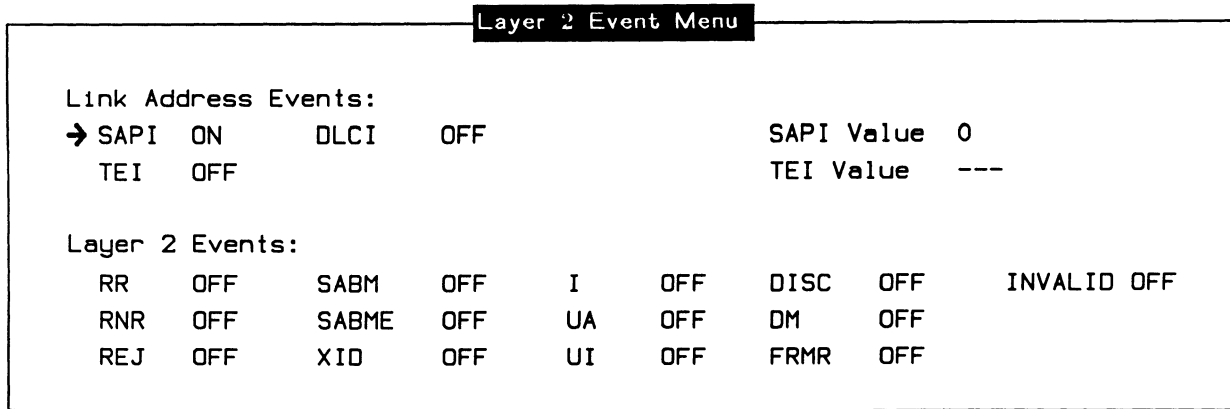 Layer 2 Event Menu
Link Address Events:
→ SAPI ON DLCI OFF SAPI Value 0
TEI OFF TEI Value ---
Layer 2 Events:
RR OFF SABM OFF I OFF DISC OFF INVALID OFF
RNR OFF SABME OFF UA OFF DM OFF
REJ OFF XID OFF UI OFF FRMR OFF